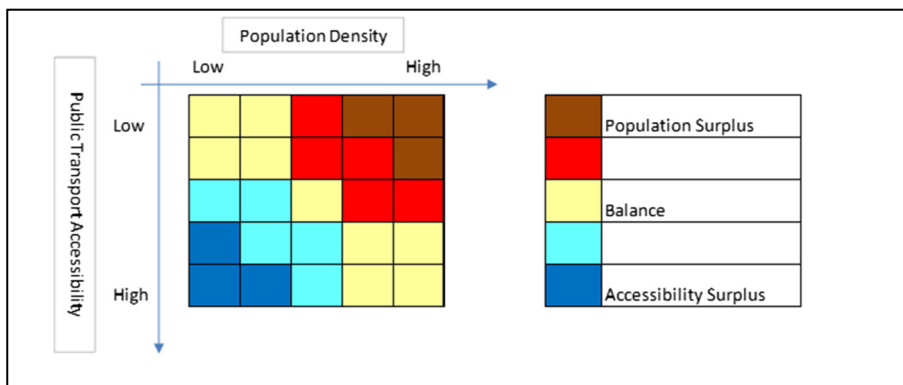 Population Density
Low
High
Public Transport Accessibility
Low
High
Population Surplus
Balance
Accessibility Surplus